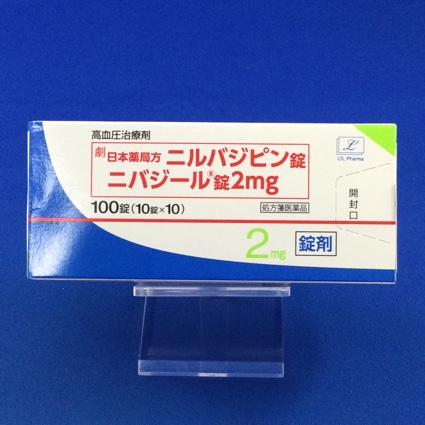 高血圧治療剤
劇 日本薬局方 ニルバジピン錠
ニバジール®錠2mg
100錠(10錠×10)
処方箋医薬品
2mg 錠剤
L
LTL Pharma
開封口